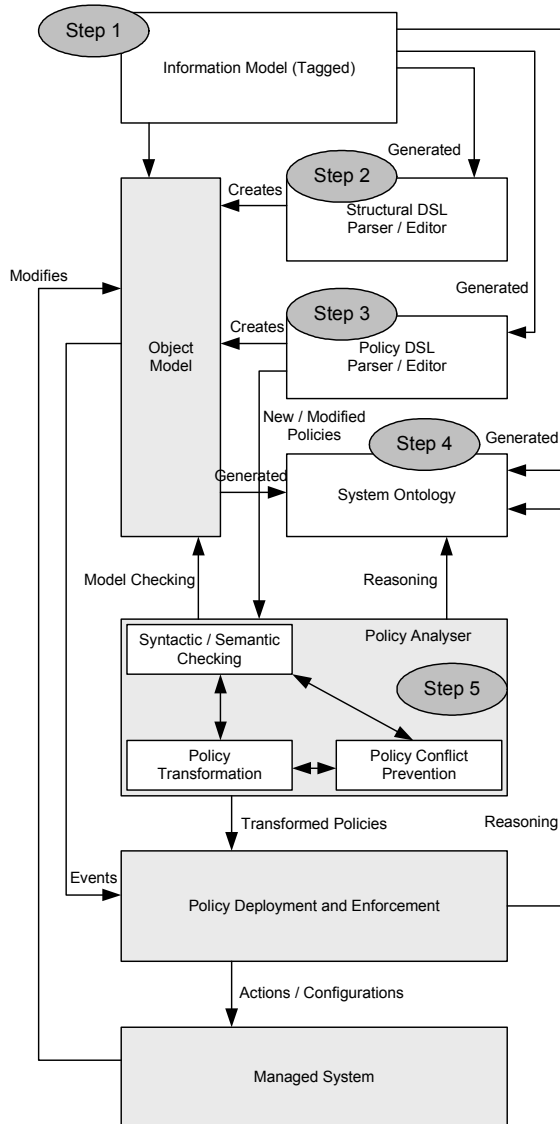 Step 1
Information Model (Tagged)
Generated
Step 2
Creates
Structural DSL
Parser / Editor
Modifies
Generated
Step 3
Creates
Object
Model
Policy DSL
Parser / Editor
New / Modified
Policies
Step 4
Generated
Generated
System Ontology
Model Checking
Reasoning
Policy Analyser
Syntactic / Semantic
Checking
Step 5
Policy
Transformation
Policy Conflict
Prevention
Transformed Policies
Reasoning
Events
Policy Deployment and Enforcement
Actions / Configurations
Managed System